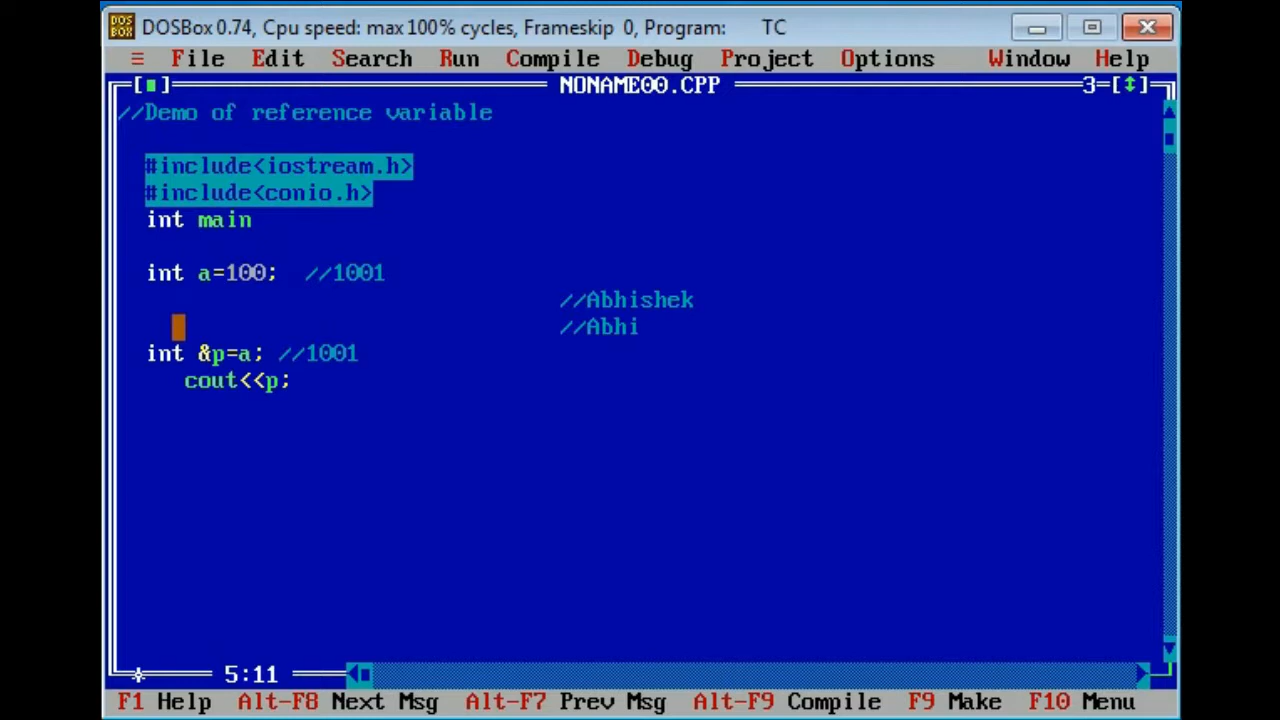 DOSBox 0.74, Cpu speed: max 100% cycles, Frameskip 0, Program: TC
≡ File Edit Search Run Compile Debug Project Options Window Help
[■] NONAME00.CPP 3=[↕]
//Demo of reference variable
#include<iostream.h>
#include<conio.h>
int main
int a=100; //1001
//Abhishek
//Abhi
int &p=a; //1001
cout<<p;
5:11
F1 Help Alt-F8 Next Msg Alt-F7 Prev Msg Alt-F9 Compile F9 Make F10 Menu